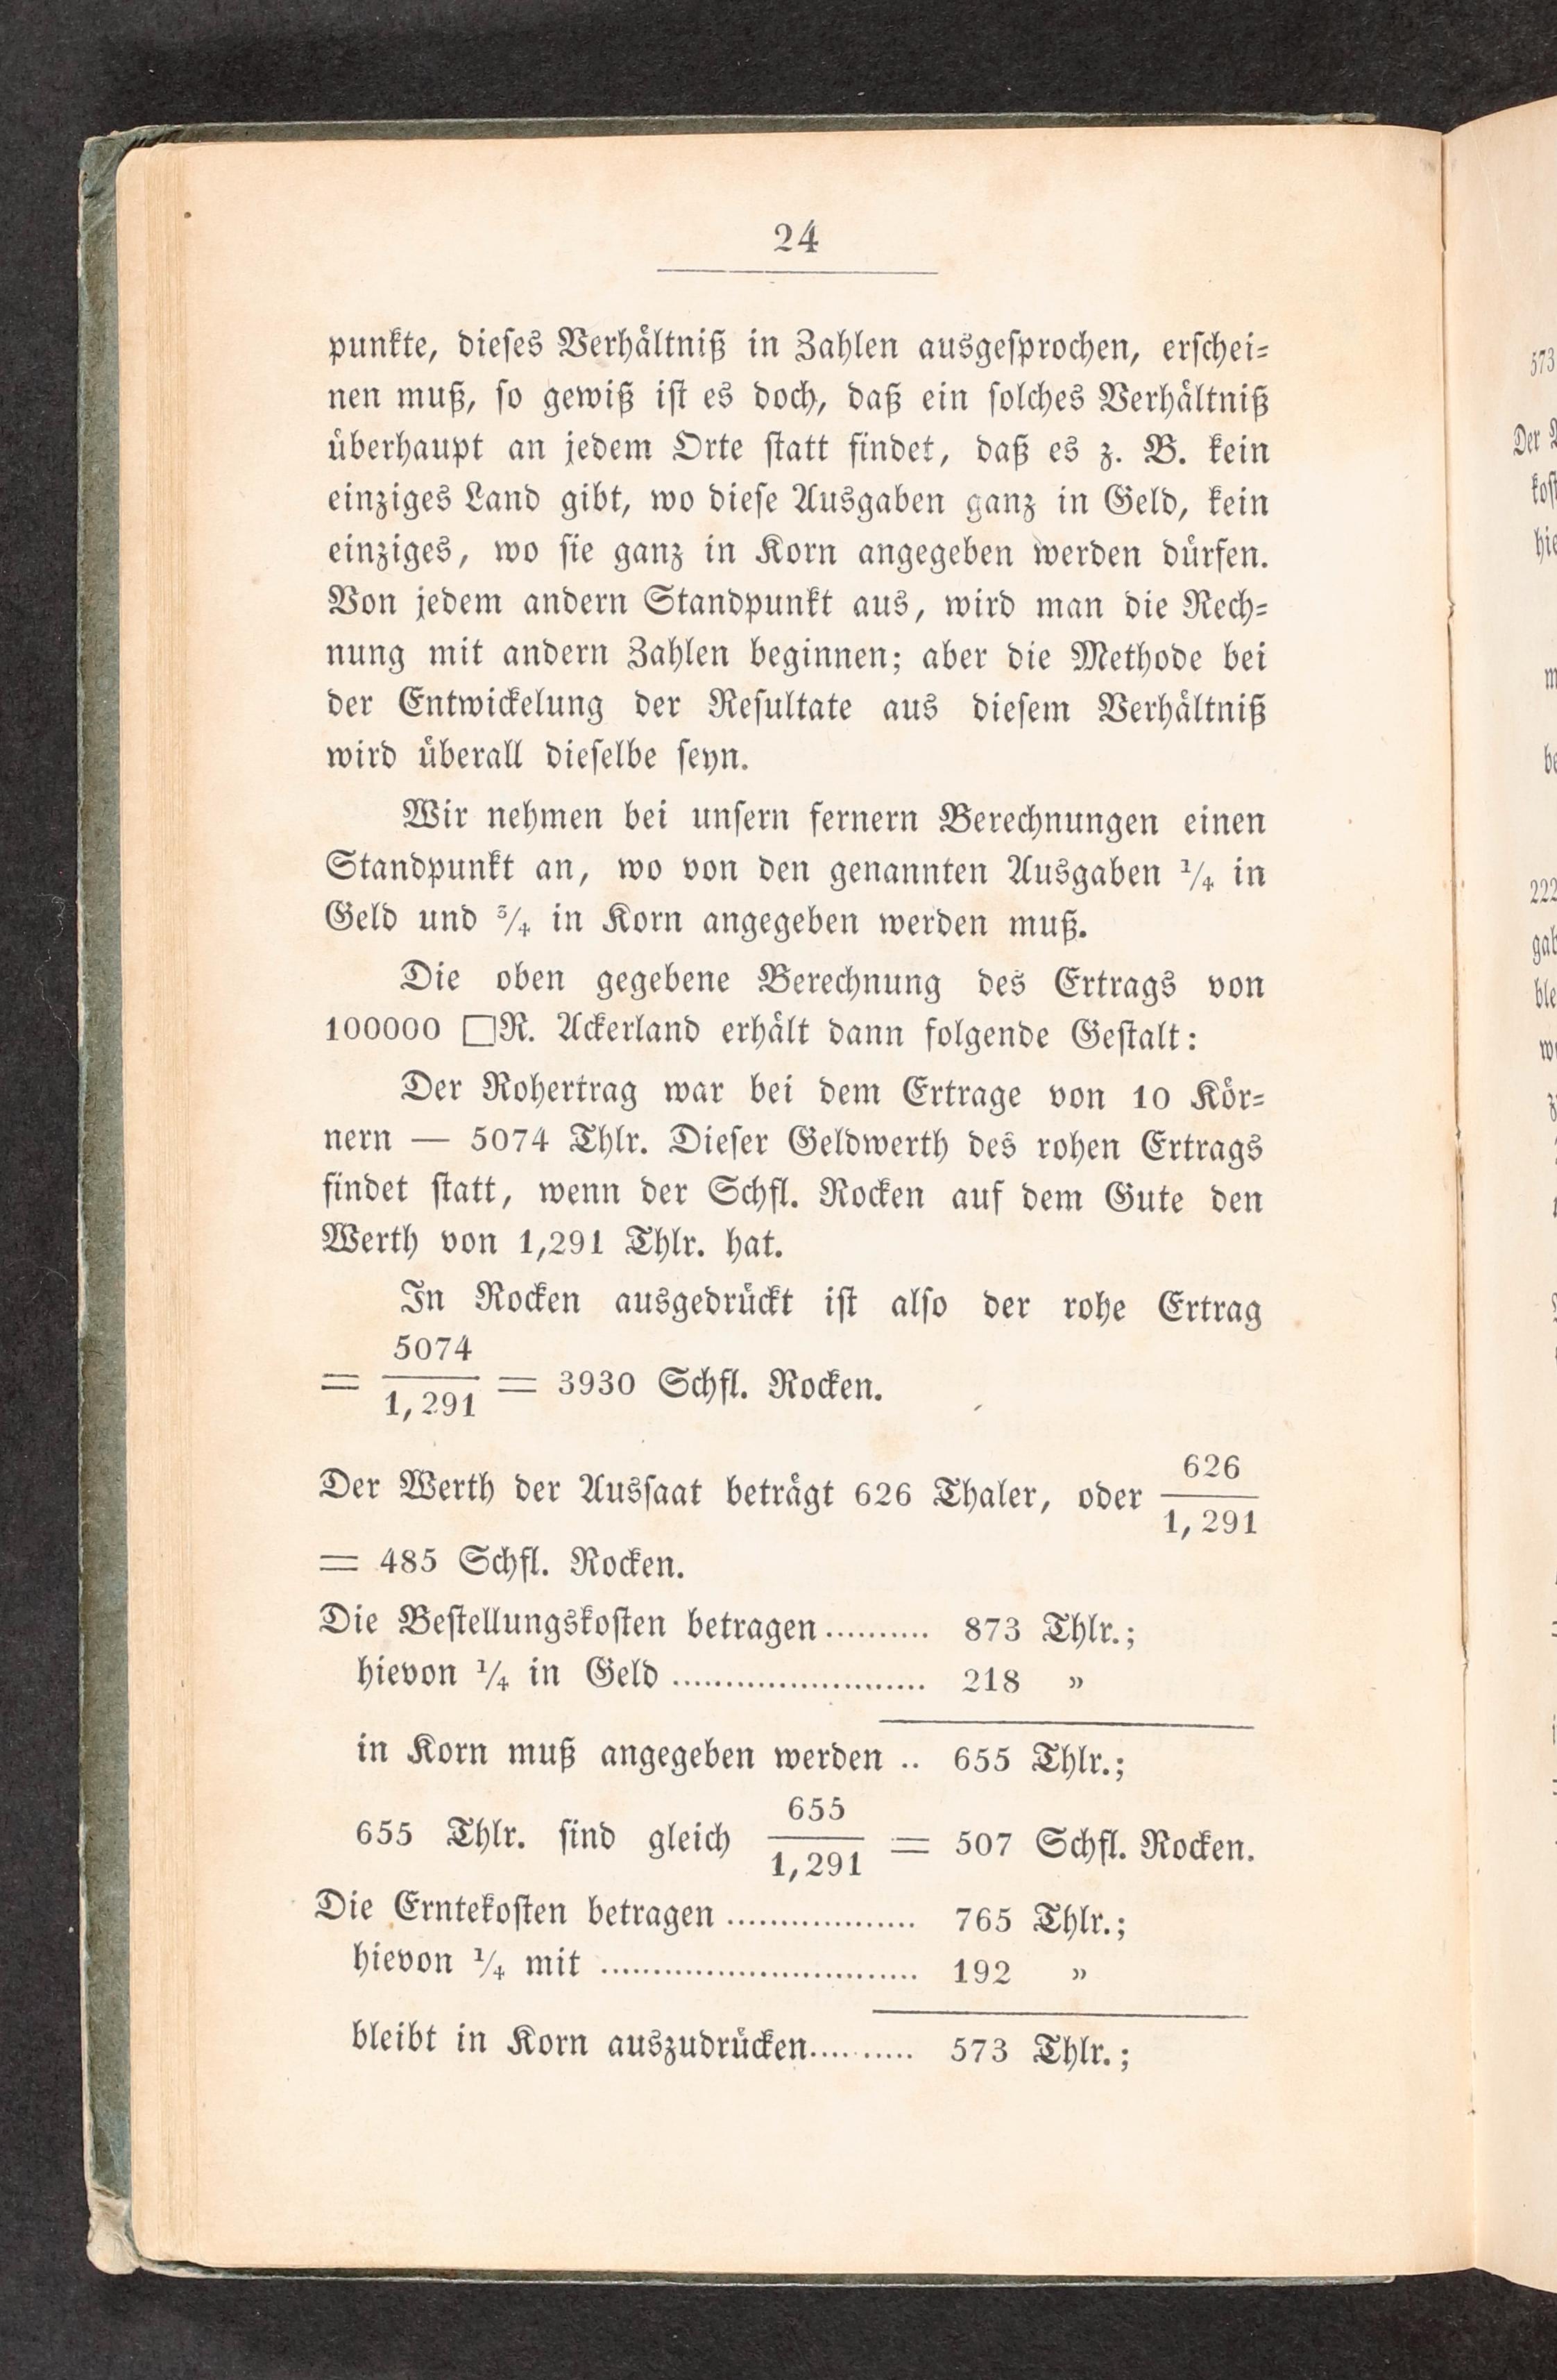 24
punkte, dieses Verhältniß in Zahlen ausgesprochen, erschei=
nen muß, so gewiß ist es doch, daß ein solches Verhältniß
überhaupt an jedem Orte statt findet, daß es z. B. kein
einziges Land gibt, wo diese Ausgaben ganz in Geld, kein
einziges, wo sie ganz in Korn angegeben werden dürfen.
Von jedem andern Standpunkt aus, wird man die Rech=
nung mit andern Zahlen beginnen; aber die Methode bei
der Entwickelung der Resultate aus diesem Verhältniß
wird überall dieselbe seyn.
Wir nehmen bei unsern fernern Berechnungen einen
Standpunkt an, wo von den genannten Ausgaben 1/4 in
Geld und 3/4 in Korn angegeben werden muß.
Die oben gegebene Berechnung des Ertrags von
100000 □R. Ackerland erhält dann folgende Gestalt:
Der Rohertrag war bei dem Ertrage von 10 Kör=
nern — 5074 Thlr. Dieser Geldwerth des rohen Ertrags
findet statt, wenn der Schfl. Rocken auf dem Gute den
Werth von 1,291 Thlr. hat.
In Rocken ausgedrückt ist also der rohe Ertrag
= 5074/1,291 = 3930 Schfl. Rocken.
Der Werth der Aussaat beträgt 626 Thaler, oder 626/1,291
= 485 Schfl. Rocken.
Die Bestellungskosten betragen .......... 873 Thlr.;
hievon 1/4 in Geld ........................ 218 »
in Korn muß angegeben werden .. 655 Thlr.;
655 Thlr. sind gleich 655/1,291 = 507 Schfl. Rocken.
Die Erntekosten betragen .................. 765 Thlr.;
hievon 1/4 mit .............................. 192 »
bleibt in Korn auszudrücken.......... 573 Thlr.;
573
Der
222